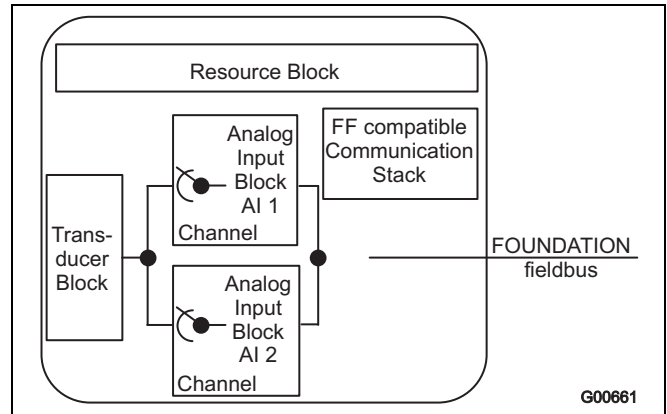 Resource Block
Analog
Input
Block
AI 1
Channel
FF compatible
Communication
Stack
Trans-
ducer
Block
Analog
Input
Block
AI 2
Channel
FOUNDATION
fieldbus
G00661